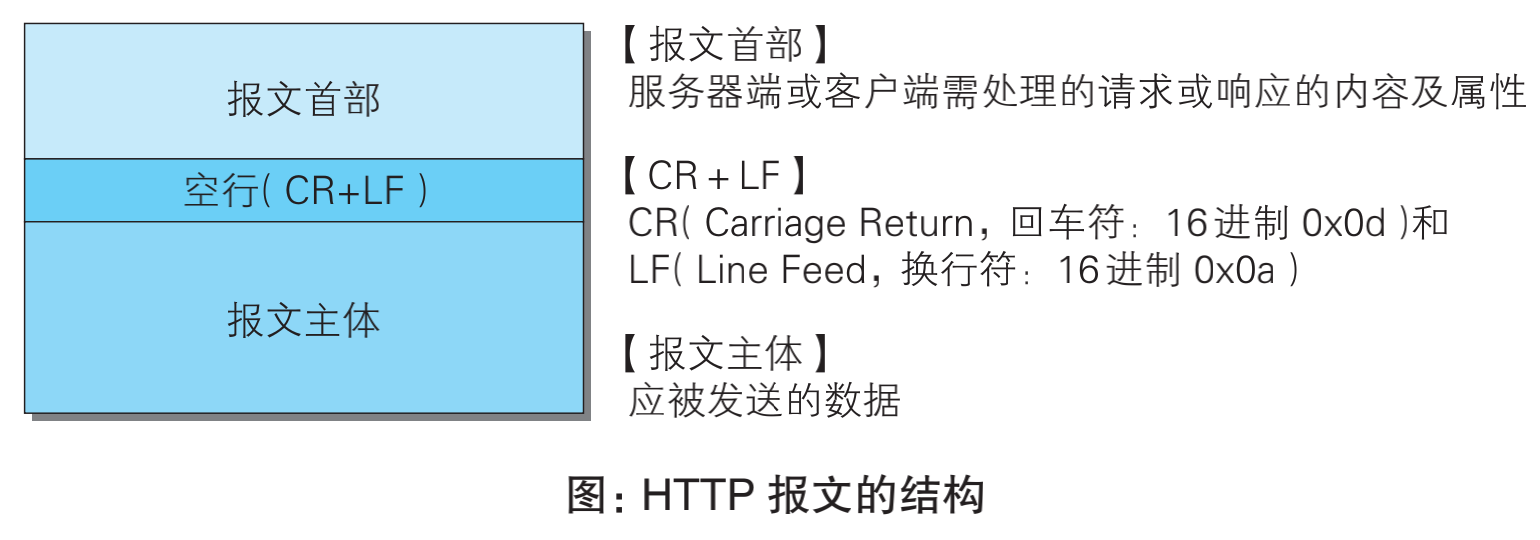 报文首部
空行( CR+LF )
报文主体
【报文首部】
服务器端或客户端需处理的请求或响应的内容及属性
【CR + LF】
CR( Carriage Return，回车符：16进制 0x0d )和
LF( Line Feed，换行符：16进制 0x0a )
【报文主体】
应被发送的数据
图：HTTP 报文的结构